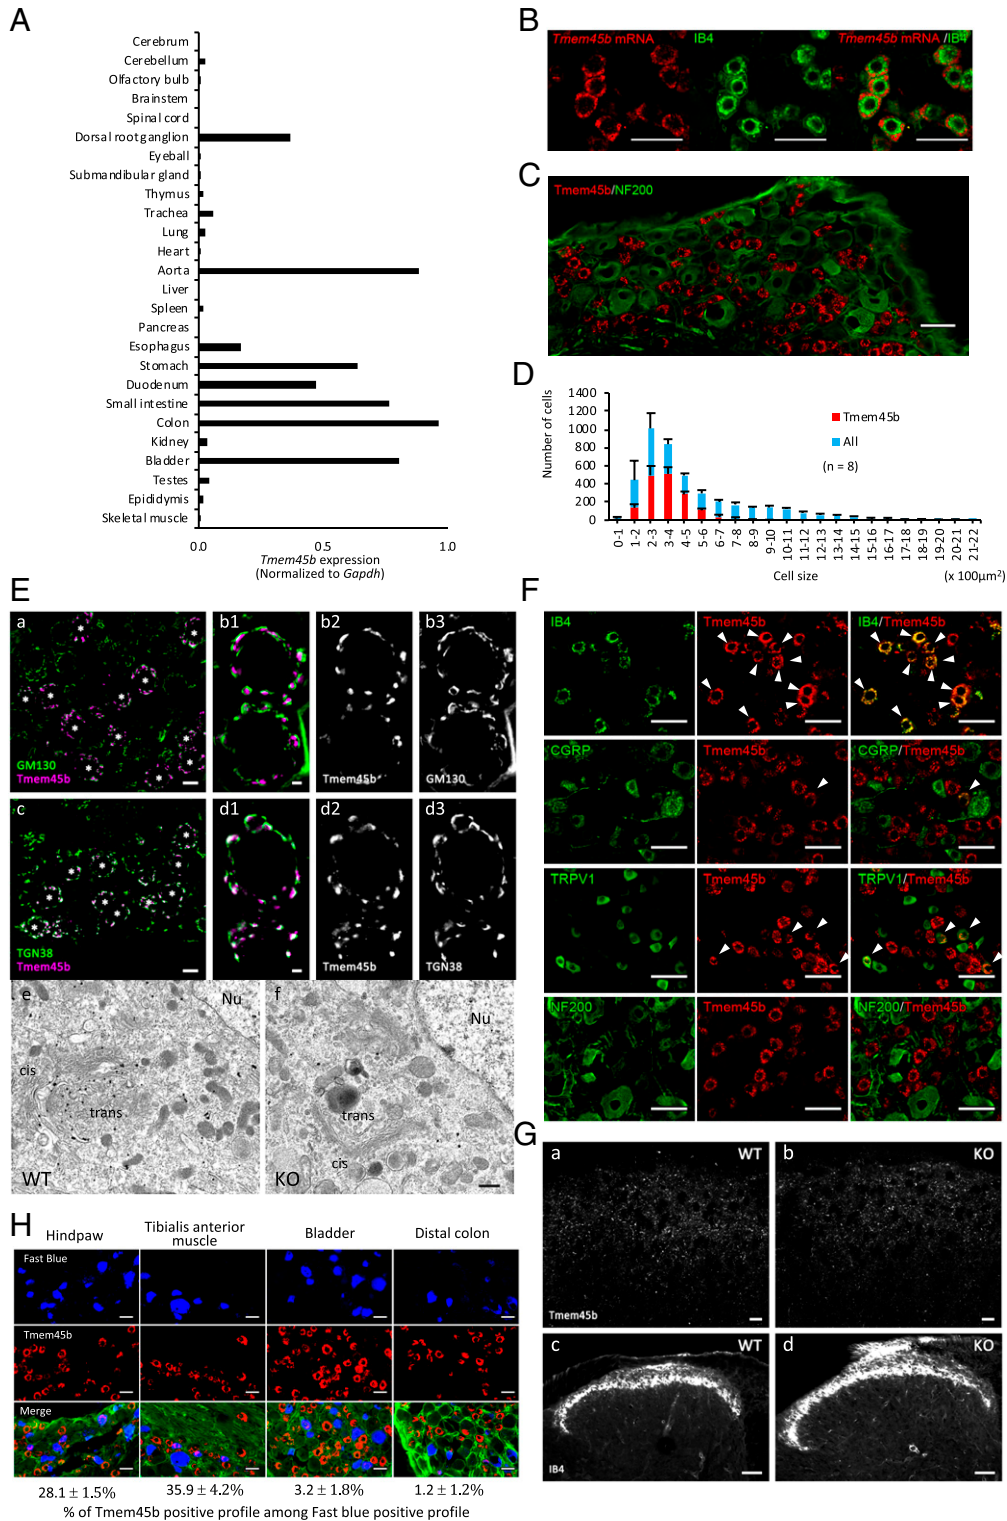 A
Cerebrum
Cerebellum
Olfactory bulb
Brainstem
Spinal cord
Dorsal root ganglion
Eyeball
Submandibular gland
Thymus
Trachea
Lung
Heart
Aorta
Liver
Spleen
Pancreas
Esophagus
Stomach
Duodenum
Small intestine
Colon
Kidney
Bladder
Testes
Epididymis
Skeletal muscle
0.0 0.5 1.0
Tmem45b expression
(Normalized to Gapdh)
B
Tmem45b mRNA IB4 Tmem45b mRNA /IB4
C
Tmem45b/NF200
D
Number of cells
1400
1200
1000
800
600
400
200
0
Tmem45b
All
(n = 8)
0-1 1-2 2-3 3-4 4-5 5-6 6-7 7-8 8-9 9-10 10-11 11-12 12-13 13-14 14-15 15-16 16-17 17-18 18-19 19-20 20-21 21-22
Cell size (x 100µm²)
E
a b1 b2 b3
GM130
Tmem45b Tmem45b GM130
c d1 d2 d3
TGN38
Tmem45b Tmem45b TGN38
e Nu cis trans WT
f Nu trans cis KO
F
IB4 Tmem45b IB4/Tmem45b
CGRP Tmem45b CGRP/Tmem45b
TRPV1 Tmem45b TRPV1/Tmem45b
NF200 Tmem45b NF200/Tmem45b
G
a WT b KO
Tmem45b
c WT d KO
IB4
H
Hindpaw Tibialis anterior muscle Bladder Distal colon
Fast Blue
Tmem45b
Merge
28.1 ± 1.5% 35.9 ± 4.2% 3.2 ± 1.8% 1.2 ± 1.2%
% of Tmem45b positive profile among Fast blue positive profile